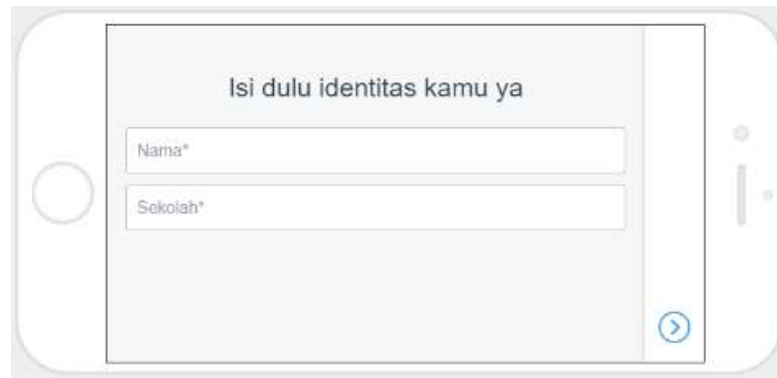 Isi dulu identitas kamu ya
Nama*
Sekolah*